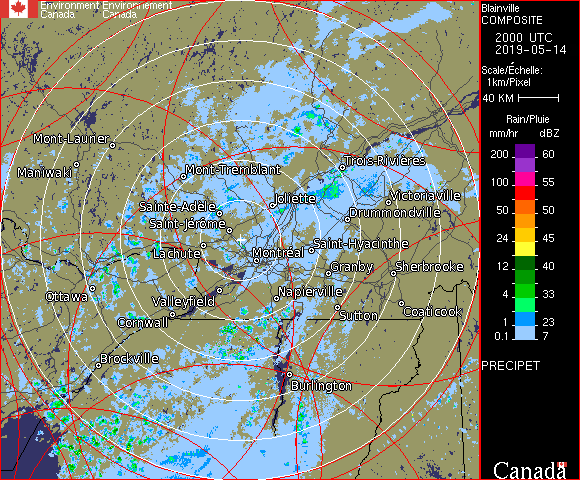 Environment Environnement
Canada Canada
Blainville
COMPOSITE
2000 UTC
2019-05-14
Scale/Échelle:
1km/Pixel
40 KM
Rain/Pluie
mm/hr dBZ
200 60
100 55
50 50
24 45
12 40
4 33
1 23
0.1 7
PRECIPET
Mont-Laurier
Maniwaki
Mont-Tremblant
Trois-Rivières
Sainte-Adèle
Joliette
Victoriaville
Drummondville
Saint-Jérôme
Lachute
Montréal
Saint-Hyacinthe
Granby
Sherbrooke
Ottawa
Valleyfield
Napierville
Cornwall
Sutton
Coaticook
Brockville
Burlington
Canada